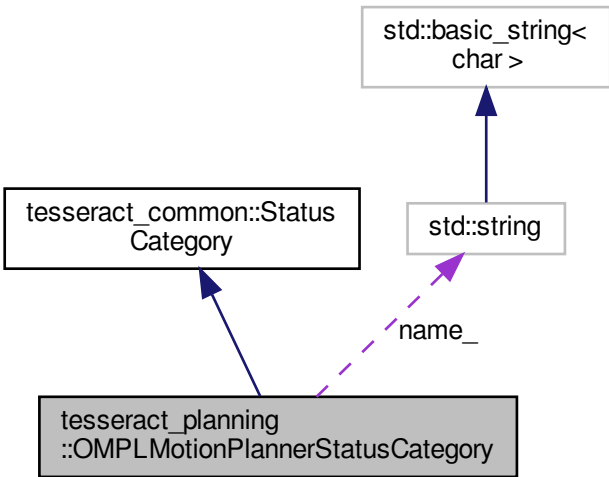 std::basic_string<
char >
tesseract_common::Status
Category
std::string
name_
tesseract_planning
::OMPLMotionPlannerStatusCategory